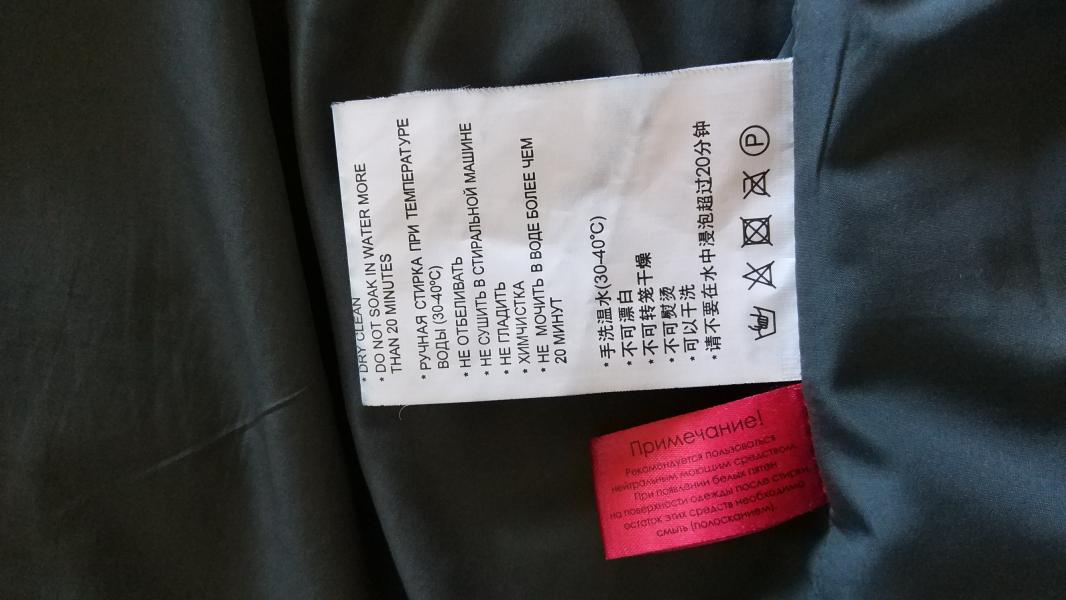 * DRY CLEAN
* DO NOT SOAK IN WATER MORE
THAN 20 MINUTES
* РУЧНАЯ СТИРКА ПРИ ТЕМПЕРАТУРЕ
ВОДЫ (30-40ºC)
* НЕ ОТБЕЛИВАТЬ
* НЕ СУШИТЬ В СТИРАЛЬНОЙ МАШИНЕ
* НЕ ГЛАДИТЬ
* ХИМЧИСТКА
* НЕ МОЧИТЬ В ВОДЕ БОЛЕЕ ЧЕМ
20 МИНУТ
*手洗温水(30-40℃)
*不可漂白
*不可转笼干燥
*不可熨烫
*可以干洗
*请不要在水中浸泡超过20分钟
P
Примечание!
Рекомендуется пользоваться
нейтральным моющим средством.
При появлении белых пятен
на поверхности одежды после стирки,
остаток этих средств необходимо
смыть (полосканием).